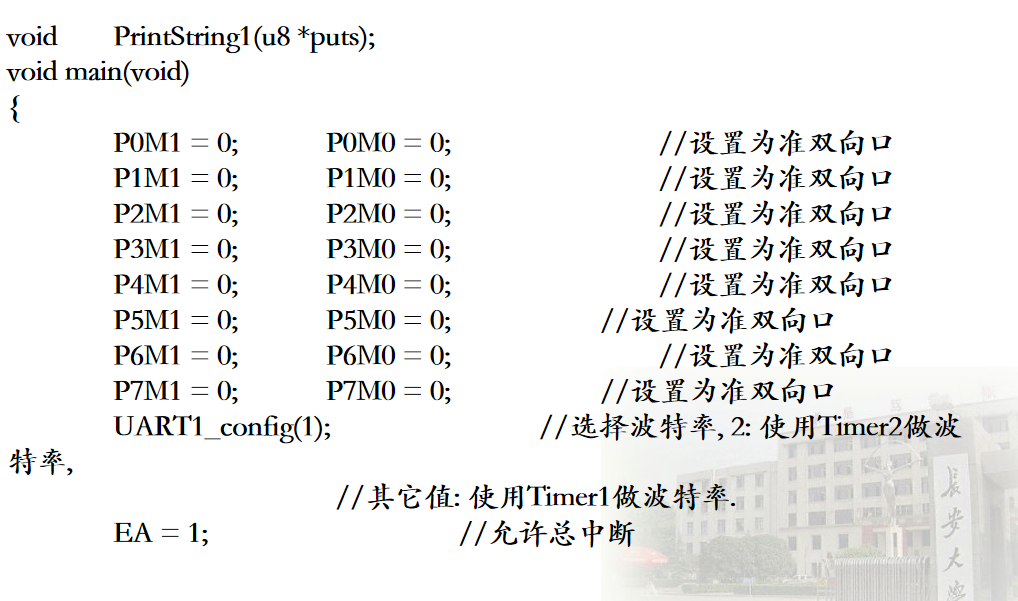 void PrintString1(u8 *puts);
void main(void)
{
P0M1 = 0; P0M0 = 0; //设置为准双向口
P1M1 = 0; P1M0 = 0; //设置为准双向口
P2M1 = 0; P2M0 = 0; //设置为准双向口
P3M1 = 0; P3M0 = 0; //设置为准双向口
P4M1 = 0; P4M0 = 0; //设置为准双向口
P5M1 = 0; P5M0 = 0; //设置为准双向口
P6M1 = 0; P6M0 = 0; //设置为准双向口
P7M1 = 0; P7M0 = 0; //设置为准双向口
UART1_config(1); //选择波特率, 2: 使用Timer2做波
特率,
//其它值: 使用Timer1做波特率.
EA = 1; //允许总中断
长安大学